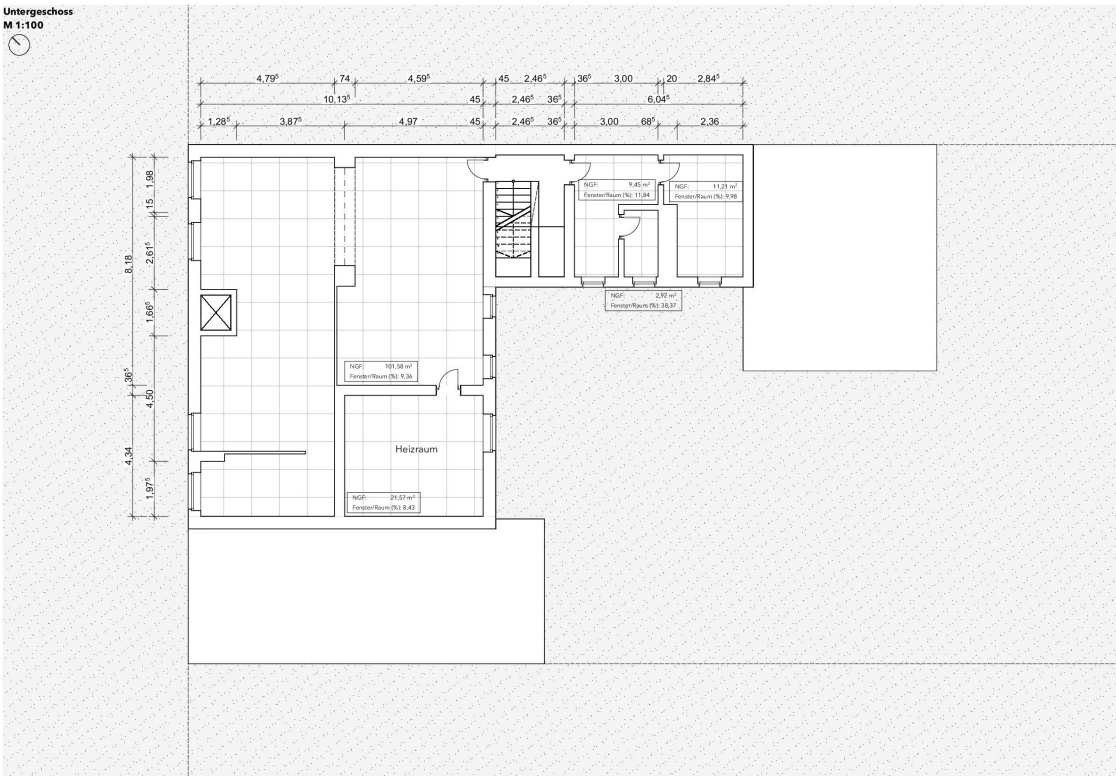 Untergeschoss
M 1:100
4,79⁵ 74 4,59⁵ 45 2,46⁵ 36⁵ 3,00 20 2,84⁵
10,13⁵ 45 2,46⁵ 36⁵ 6,04⁵
1,28⁵ 3,87⁵ 4,97 45 2,46⁵ 36⁵ 3,00 68⁵ 2,36
8,18 36⁵ 4,34
1,98 15 2,61⁵ 1,66⁵ 4,50 1,97⁵
NGF: 9,45 m²
Fenster/Raum (%): 11,84
NGF: 11,21 m²
Fenster/Raum (%): 9,98
NGF: 2,92 m²
Fenster/Raum (%): 38,37
NGF: 101,58 m²
Fenster/Raum (%): 9,36
Heizraum
NGF: 21,57 m²
Fenster/Raum (%): 8,43